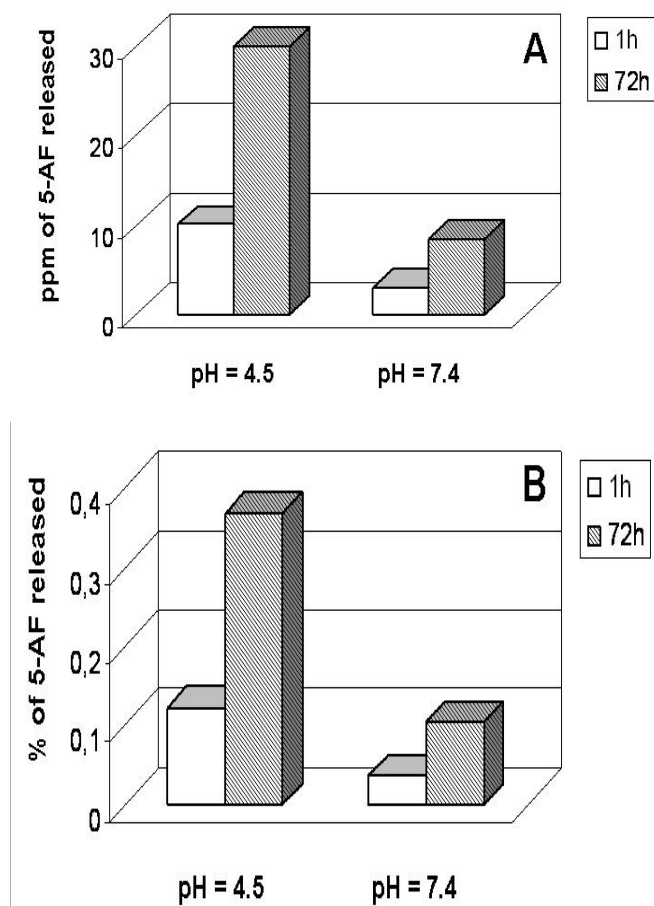 A
1h
72h
30
20
10
0
ppm of 5-AF released
pH = 4.5
pH = 7.4
B
1h
72h
0,4
0,3
0,2
0,1
0
% of 5-AF released
pH = 4.5
pH = 7.4